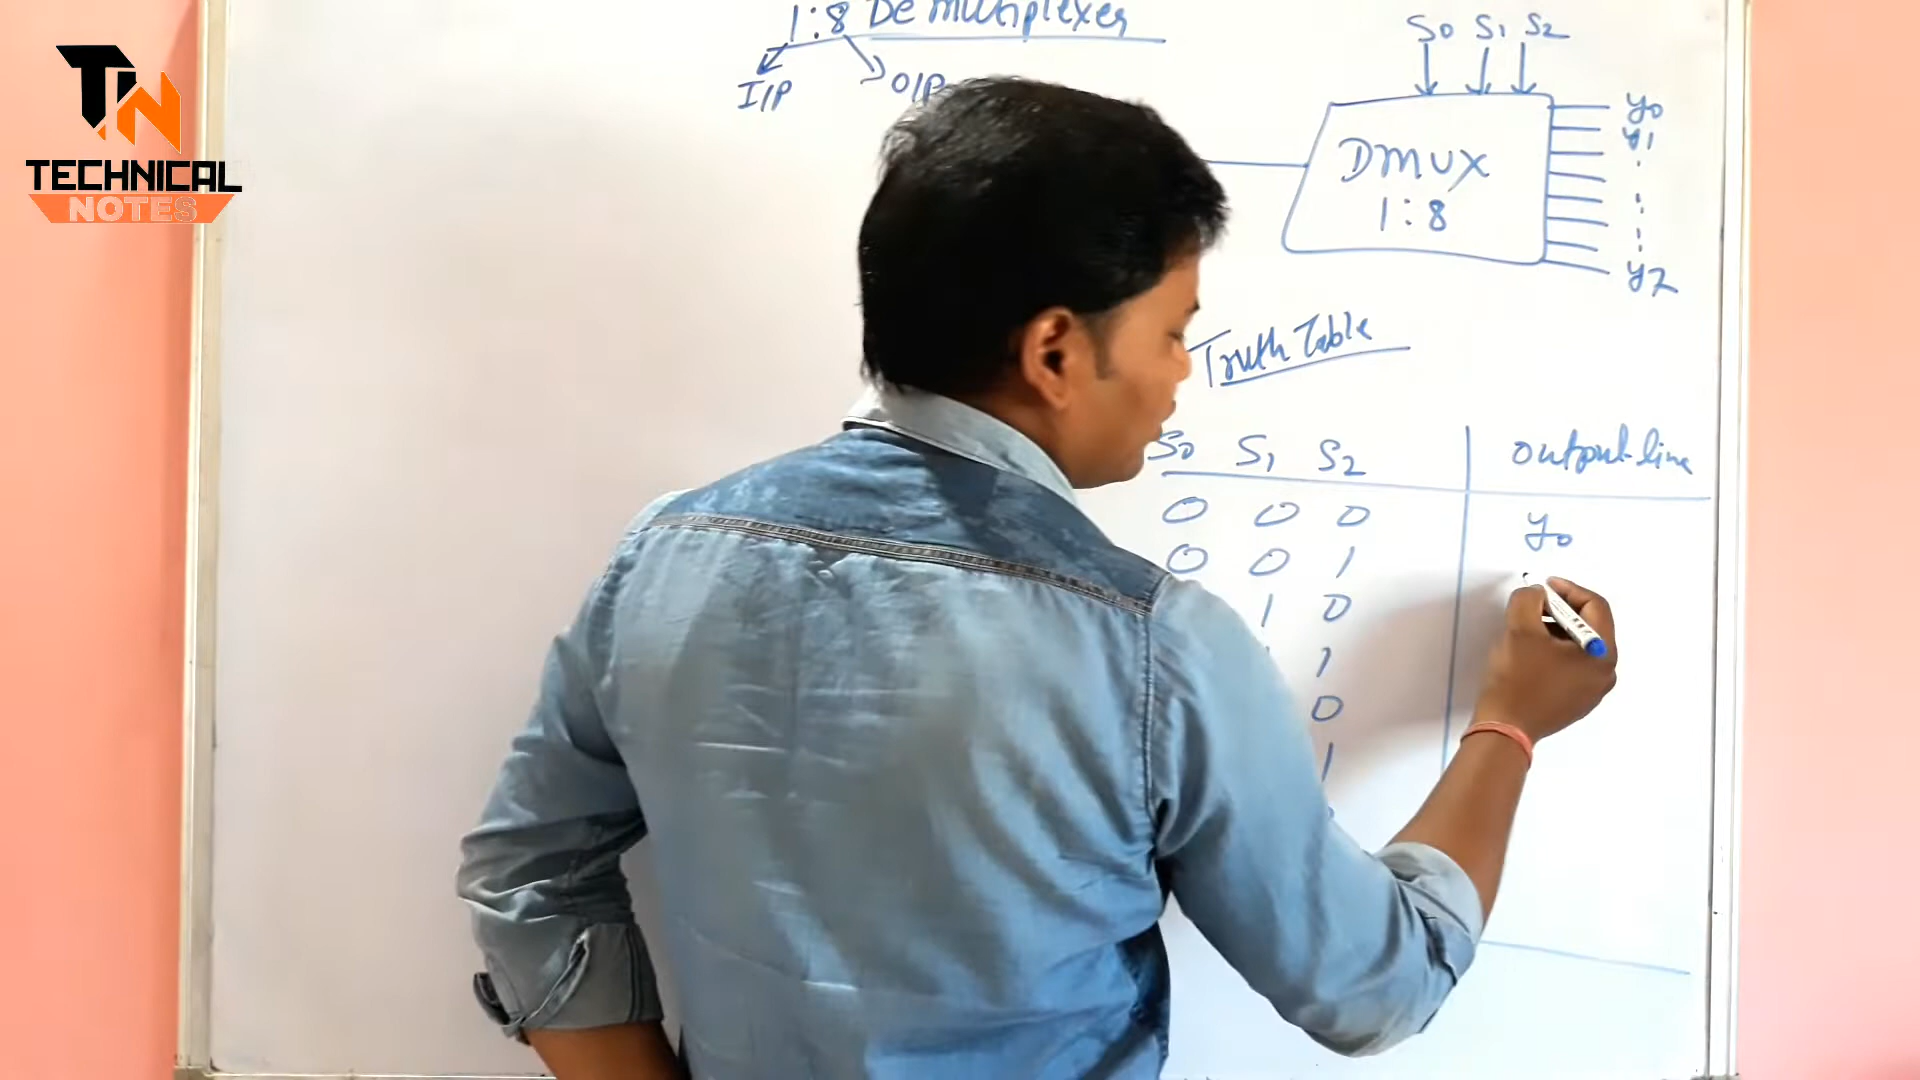 TN
TECHNICAL
NOTES
1:8 De multiplexer
I/P O/P
S0 S1 S2
DMUX
1:8
y0
y1
y7
Truth Table
S0 S1 S2 output line
0 0 0 y0
0 0 1
1 0
1
0
1